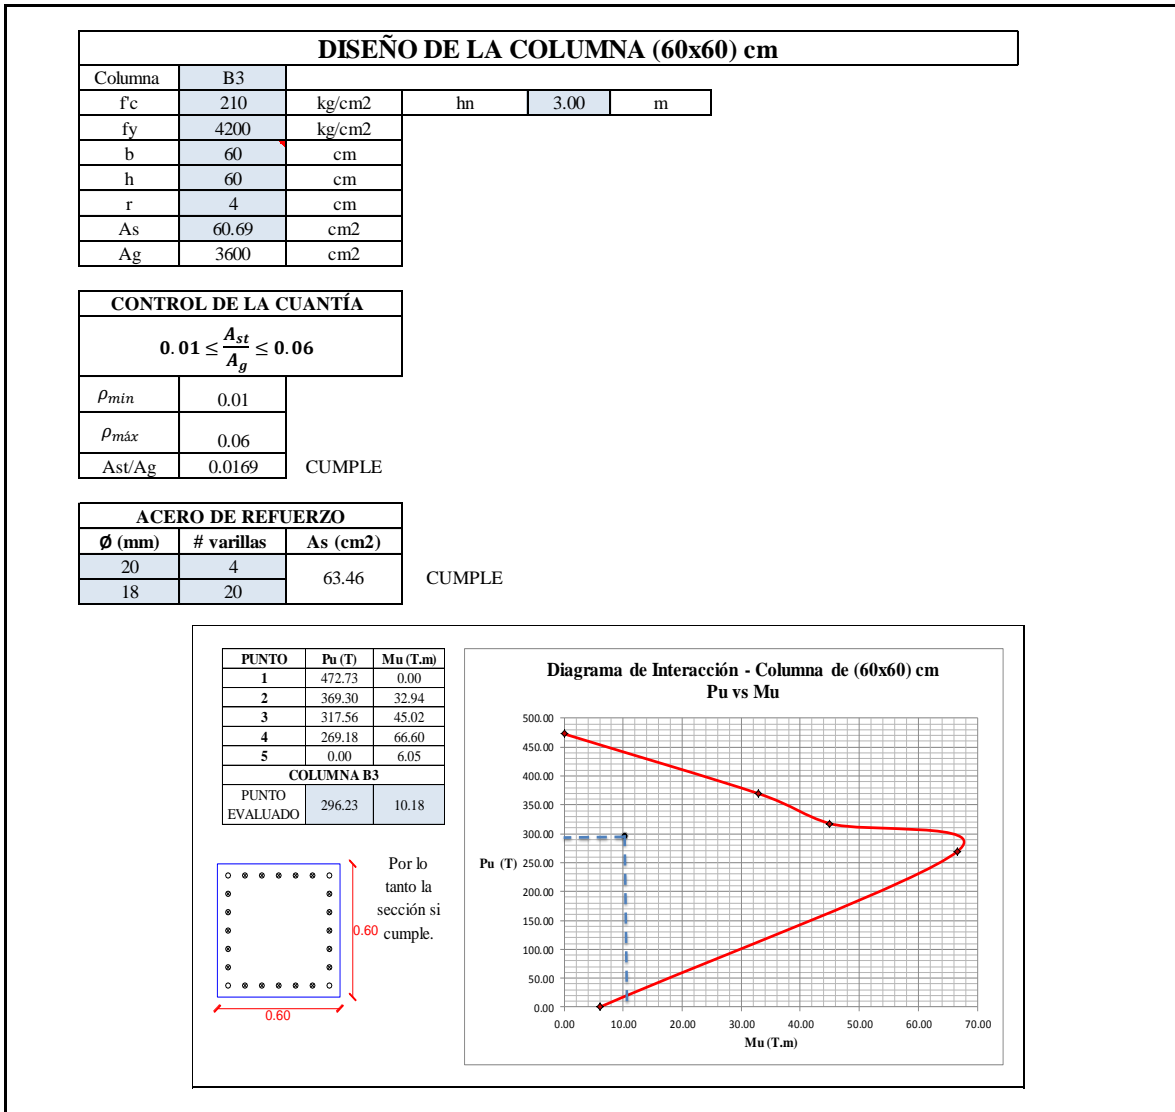 DISEÑO DE LA COLUMNA (60x60) cm
Columna B3
f'c 210 kg/cm2 hn 3.00 m
fy 4200 kg/cm2
b 60 cm
h 60 cm
r 4 cm
As 60.69 cm2
Ag 3600 cm2
CONTROL DE LA CUANTÍA
0.01 ≤ A_st/A_g ≤ 0.06
ρ_min 0.01
ρ_máx 0.06
Ast/Ag 0.0169 CUMPLE
ACERO DE REFUERZO
Ø (mm) # varillas As (cm2)
20 4 63.46 CUMPLE
18 20
PUNTO Pu (T) Mu (T.m)
1 472.73 0.00
2 369.30 32.94
3 317.56 45.02
4 269.18 66.60
5 0.00 6.05
COLUMNA B3
PUNTO EVALUADO 296.23 10.18
Por lo
tanto la
sección si
cumple.
0.60
0.60
Diagrama de Interacción - Columna de (60x60) cm
Pu vs Mu
500.00
450.00
400.00
350.00
300.00
250.00
200.00
150.00
100.00
50.00
0.00
Pu (T)
0.00 10.00 20.00 30.00 40.00 50.00 60.00 70.00
Mu (T.m)